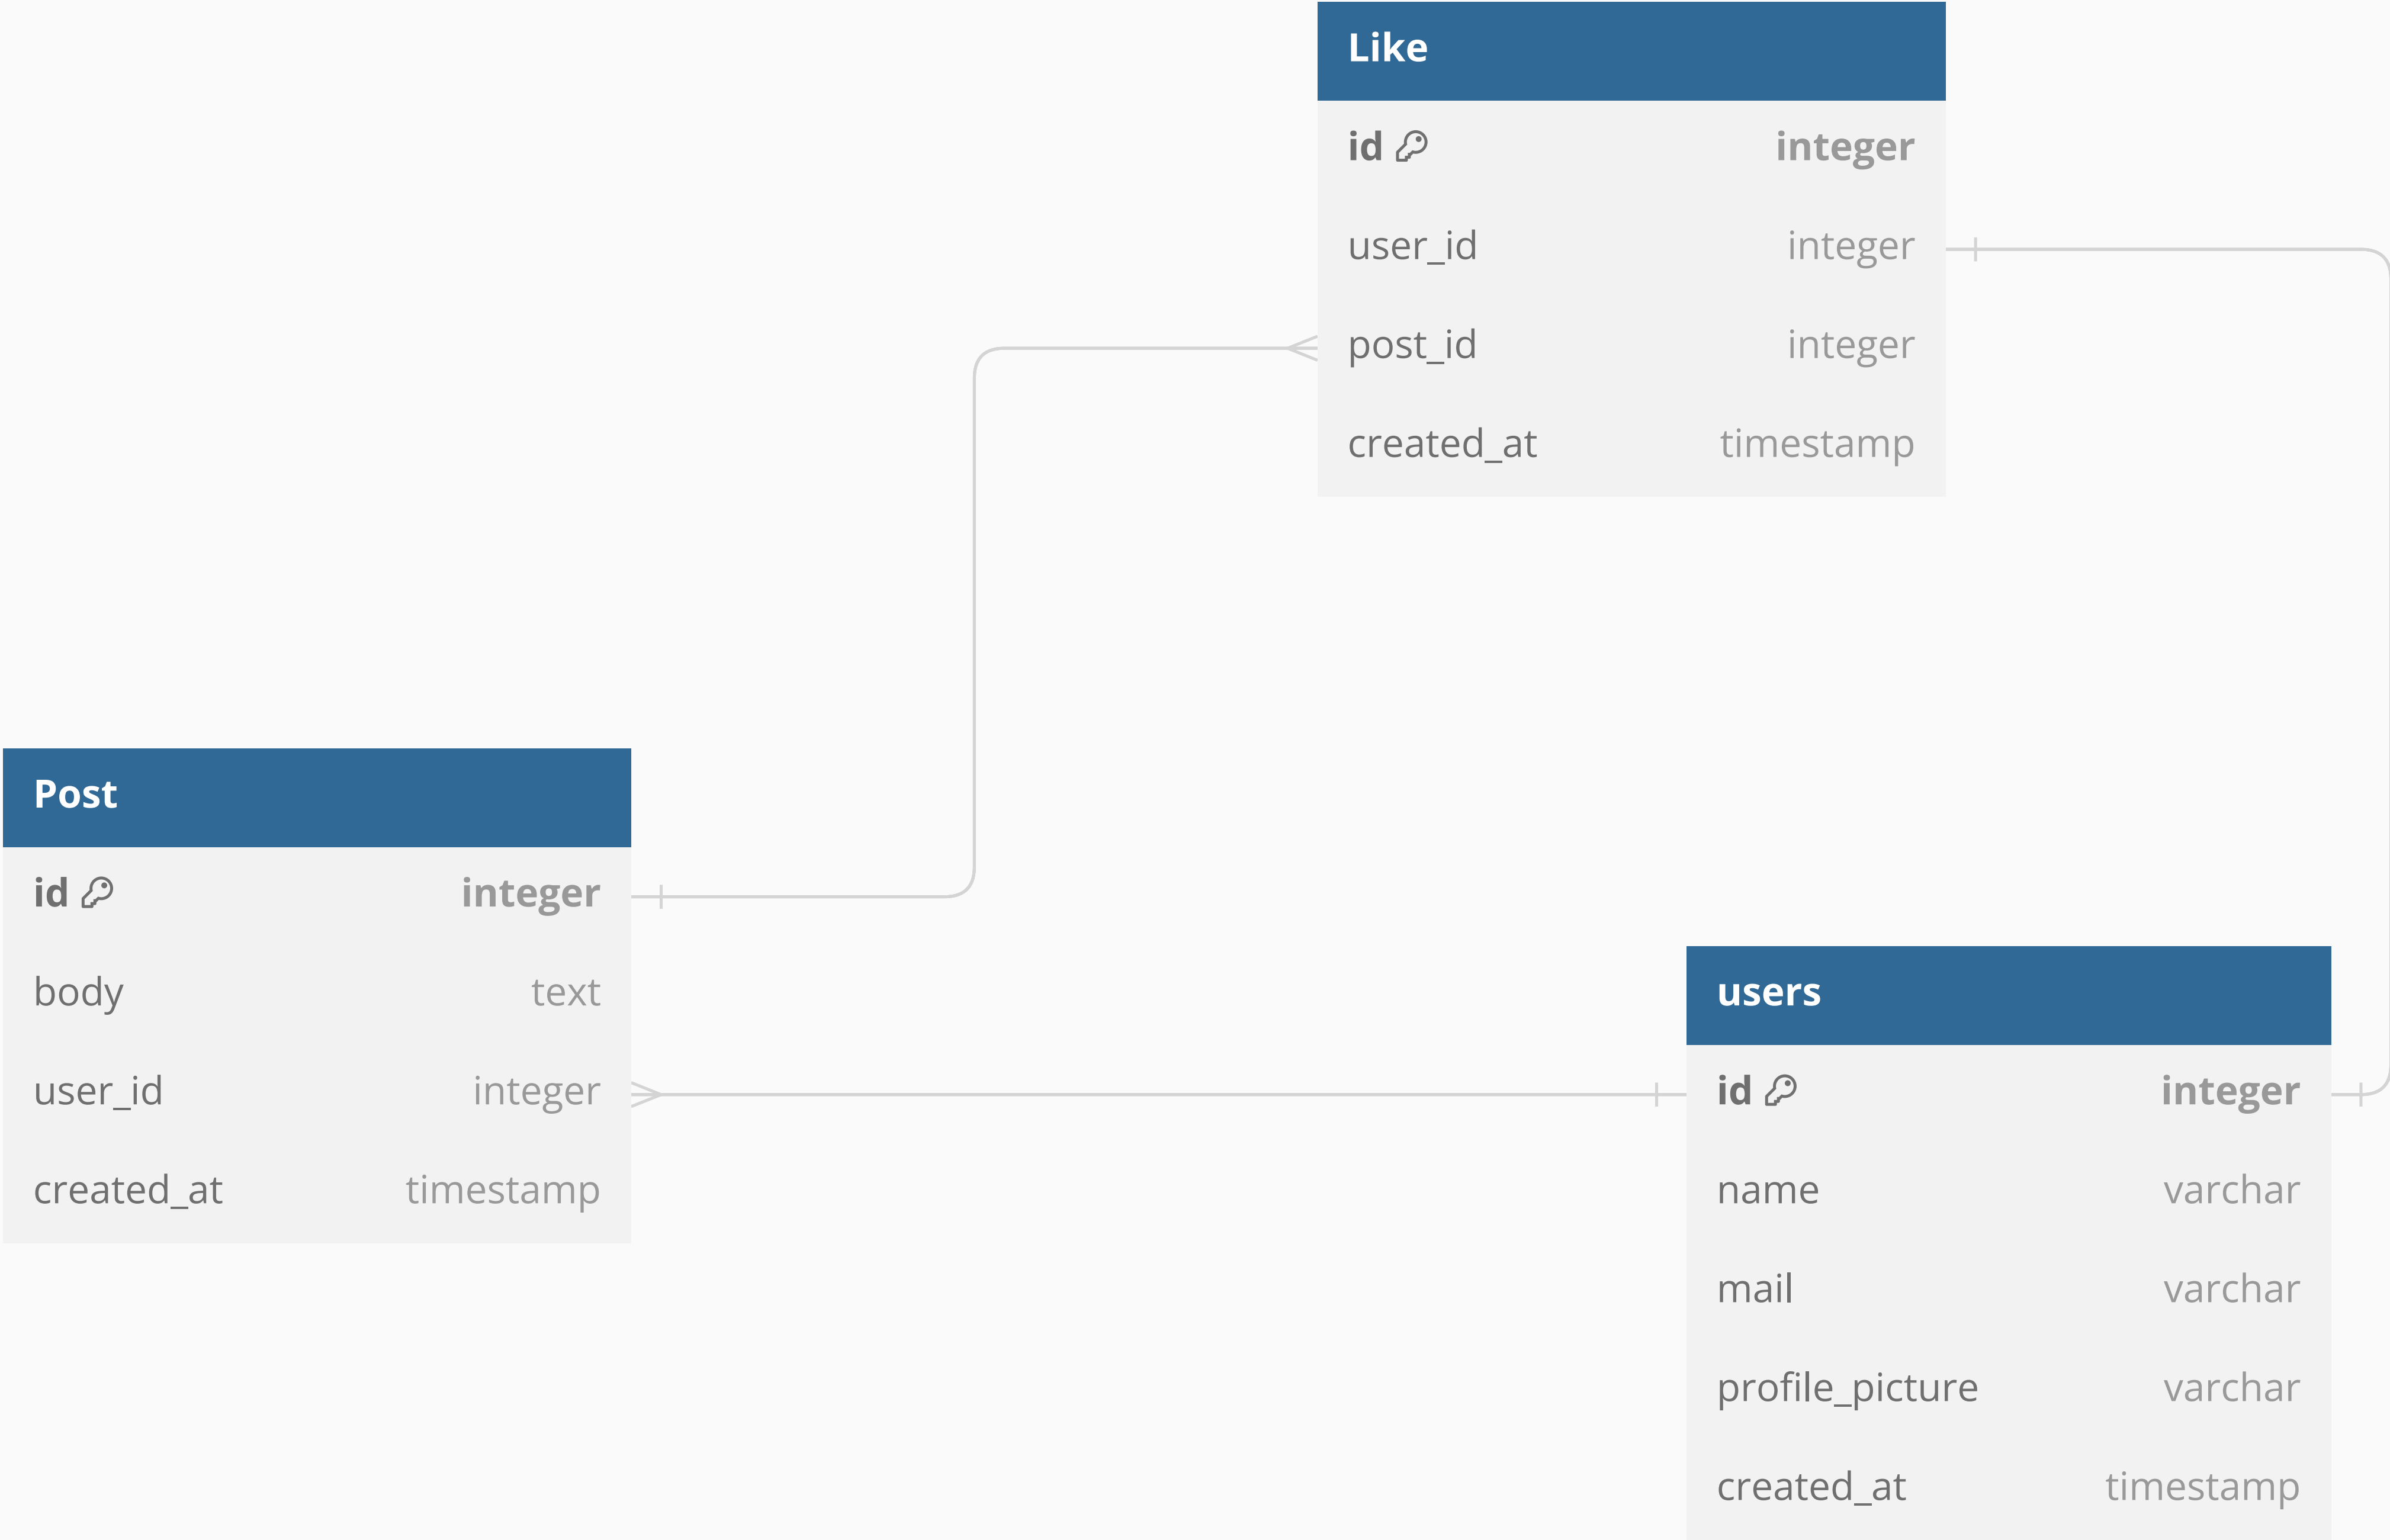 Like
id integer
user_id integer
post_id integer
created_at timestamp
Post
id integer
body text
user_id integer
created_at timestamp
users
id integer
name varchar
mail varchar
profile_picture varchar
created_at timestamp